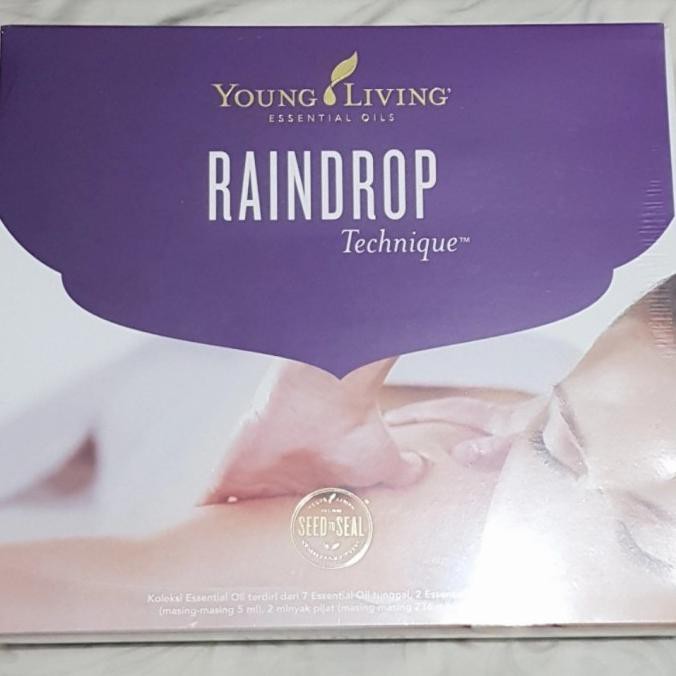 YOUNG LIVING
ESSENTIAL OILS
RAINDROP
Technique™
SEED TO SEAL
Koleksi Essential Oil terdiri dari 7 Essential Oil tunggal, 2
(masing-masing 5 ml), 2 minyak pijat (masing-masing